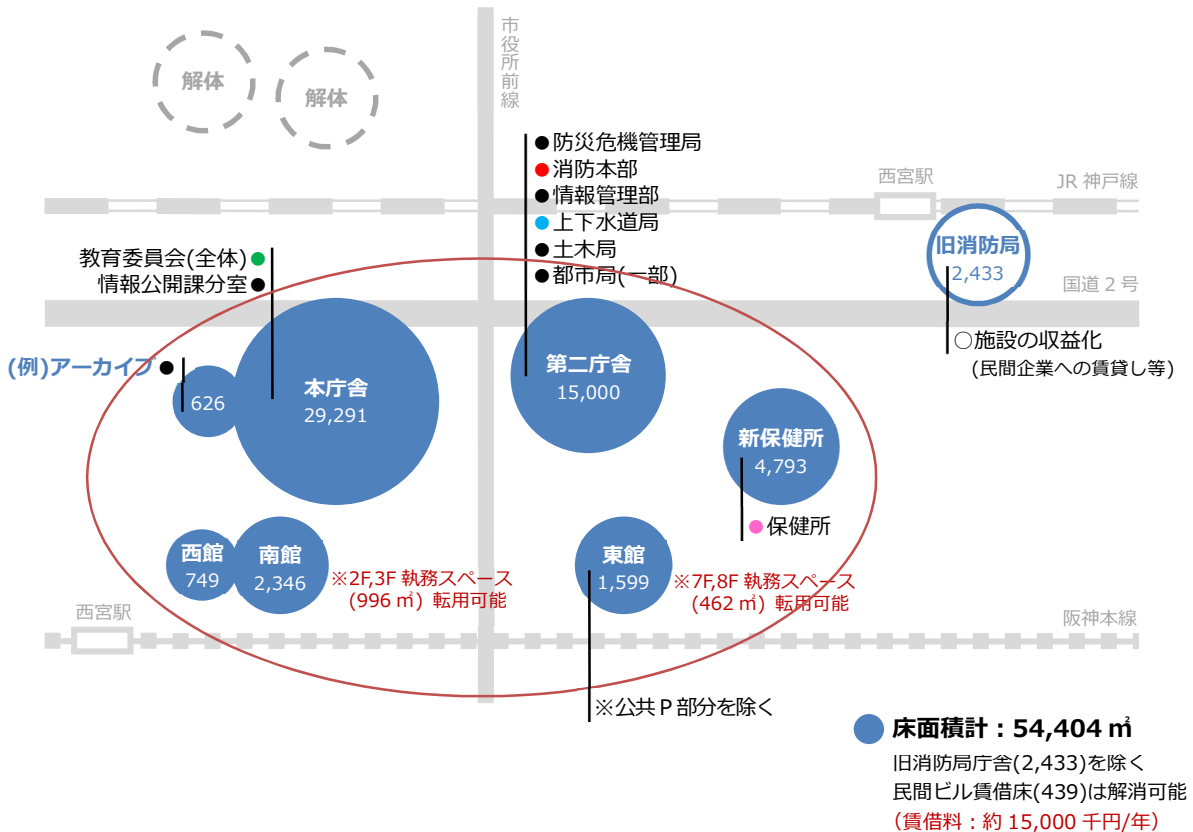 市役所前線
解体
解体
●防災危機管理局
●消防本部
●情報管理部
●上下水道局
●土木局
●都市局(一部)
西宮駅
JR 神戸線
旧消防局
2,433
国道 2 号
○施設の収益化
(民間企業への賃貸し等)
教育委員会(全体)●
情報公開課分室●
(例)アーカイブ●
626
本庁舎
29,291
第二庁舎
15,000
新保健所
4,793
●保健所
西館
749
南館
2,346
※2F,3F 執務スペース
(996 ㎡) 転用可能
東館
1,599
※7F,8F 執務スペース
(462 ㎡) 転用可能
西宮駅
阪神本線
※公共 P 部分を除く
床面積計:54,404 ㎡
旧消防局庁舎(2,433)を除く
民間ビル賃借床(439)は解消可能
(賃借料:約 15,000 千円/年)